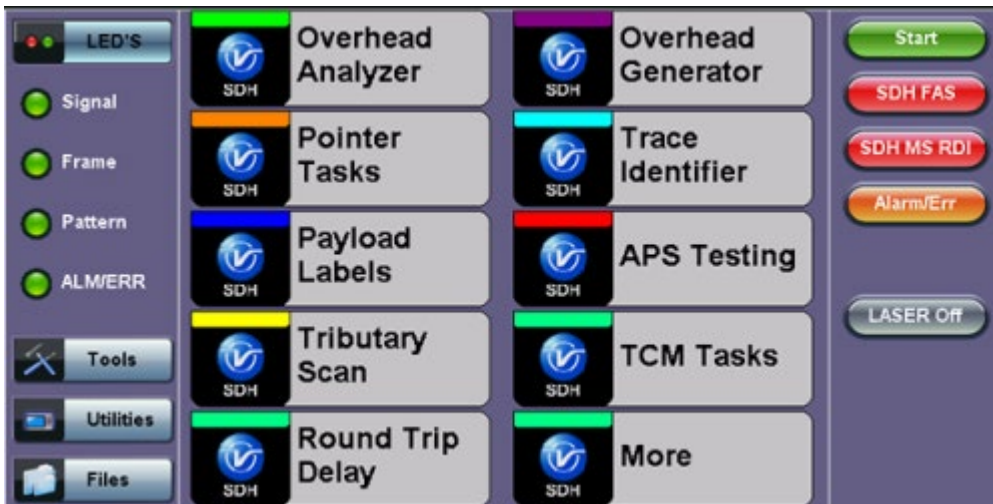 LED'S
Signal
Frame
Pattern
ALM/ERR
Tools
Utilities
Files
SDH
Overhead
Analyzer
SDH
Overhead
Generator
SDH
Pointer
Tasks
SDH
Trace
Identifier
SDH
Payload
Labels
SDH
APS Testing
SDH
Tributary
Scan
SDH
TCM Tasks
SDH
Round Trip
Delay
SDH
More
Start
SDH FAS
SDH MS RDI
Alarm/Err
LASER Off